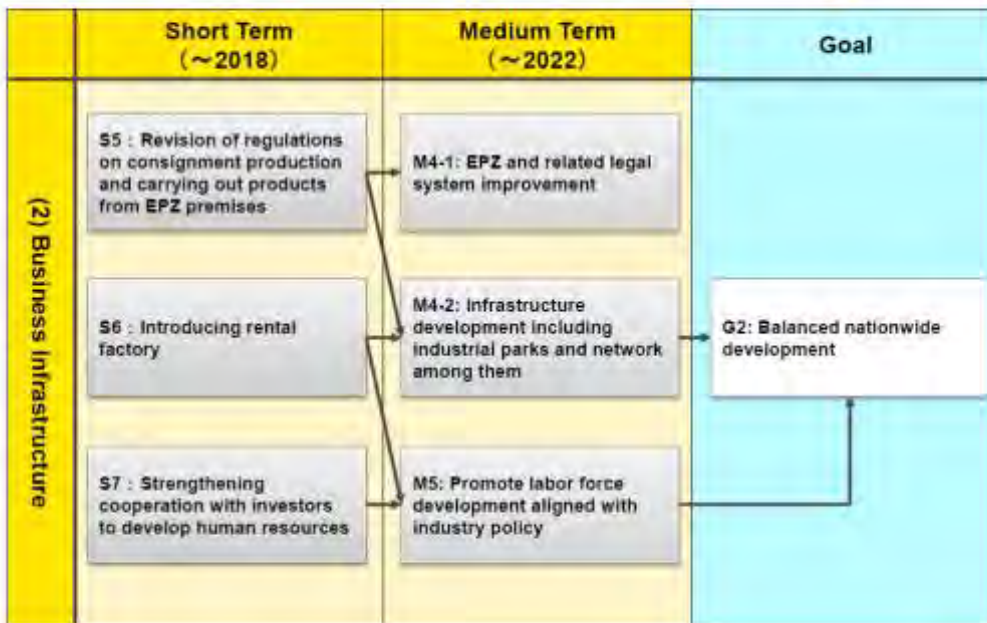 Short Term
(～2018)
Medium Term
(～2022)
Goal
(2) Business Infrastructure
S5 : Revision of regulations
on consignment production
and carrying out products
from EPZ premises
M4-1: EPZ and related legal
system improvement
S6 : Introducing rental
factory
M4-2: Infrastructure
development including
industrial parks and network
among them
G2: Balanced nationwide
development
S7 : Strengthening
cooperation with investors
to develop human resources
M5: Promote labor force
development aligned with
industry policy